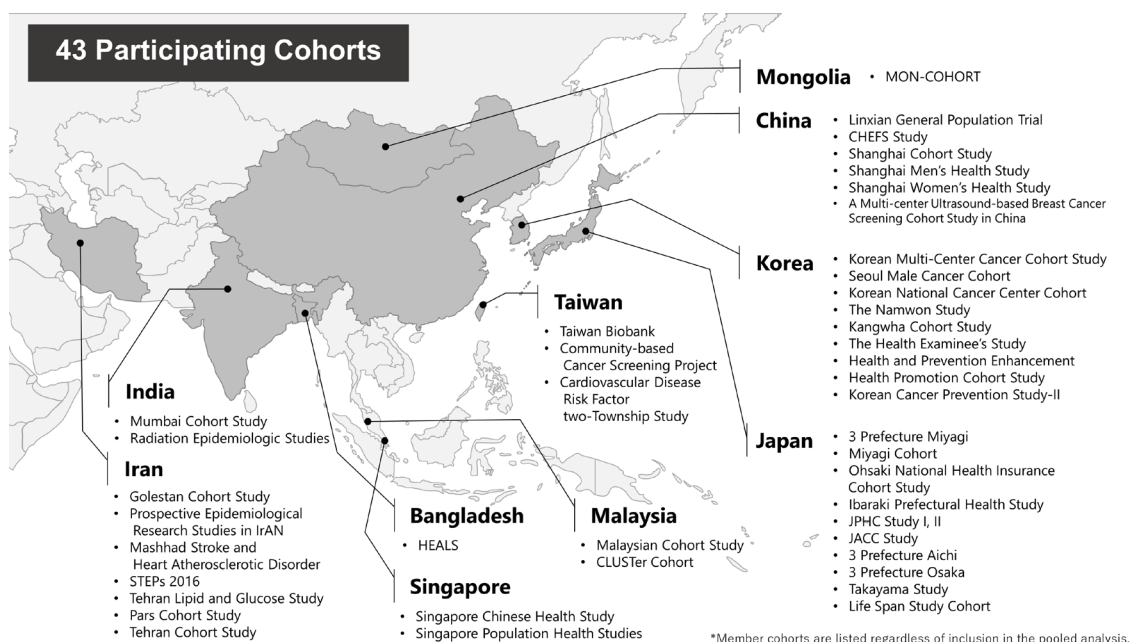 43 Participating Cohorts
Mongolia
• MON-COHORT
China
• Linxian General Population Trial
• CHEFS Study
• Shanghai Cohort Study
• Shanghai Men's Health Study
• Shanghai Women's Health Study
• A Multi-center Ultrasound-based Breast Cancer
Screening Cohort Study in China
Korea
• Korean Multi-Center Cancer Cohort Study
• Seoul Male Cancer Cohort
• Korean National Cancer Center Cohort
• The Namwon Study
• Kangwha Cohort Study
• The Health Examinee's Study
• Health and Prevention Enhancement
• Health Promotion Cohort Study
• Korean Cancer Prevention Study-II
Taiwan
• Taiwan Biobank
• Community-based
Cancer Screening Project
• Cardiovascular Disease
Risk Factor
two-Township Study
India
• Mumbai Cohort Study
• Radiation Epidemiologic Studies
Japan
• 3 Prefecture Miyagi
• Miyagi Cohort
• Ohsaki National Health Insurance
Cohort Study
• Ibaraki Prefectural Health Study
• JPHC Study I, II
• JACC Study
• 3 Prefecture Aichi
• 3 Prefecture Osaka
• Takayama Study
• Life Span Study Cohort
Iran
• Golestan Cohort Study
• Prospective Epidemiological
Research Studies in IrAN
• Mashhad Stroke and
Heart Atherosclerotic Disorder
• STEPs 2016
• Tehran Lipid and Glucose Study
• Pars Cohort Study
• Tehran Cohort Study
Bangladesh
• HEALS
Malaysia
• Malaysian Cohort Study
• CLUSTer Cohort
Singapore
• Singapore Chinese Health Study
• Singapore Population Health Studies
*Member cohorts are listed regardless of inclusion in the pooled analysis.